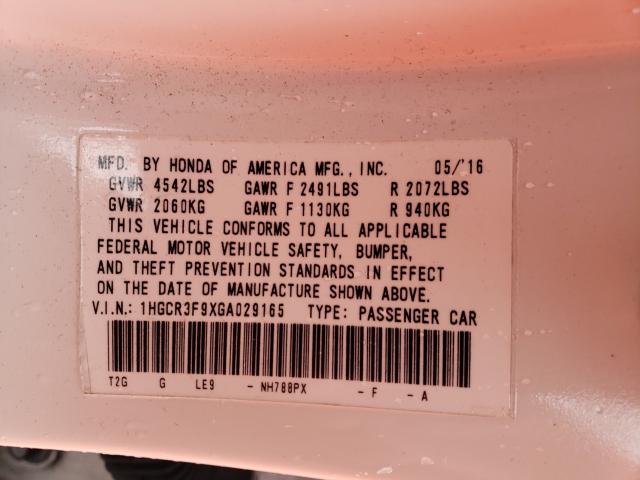 MFD. BY HONDA OF AMERICA MFG., INC. 05/'16
GVWR 4542LBS GAWR F 2491LBS R 2072LBS
GVWR 2060KG GAWR F 1130KG R 940KG
THIS VEHICLE CONFORMS TO ALL APPLICABLE
FEDERAL MOTOR VEHICLE SAFETY, BUMPER,
AND THEFT PREVENTION STANDARDS IN EFFECT
ON THE DATE OF MANUFACTURE SHOWN ABOVE.
V.I.N.: 1HGCR3F9XGA029165 TYPE: PASSENGER CAR
T2G G LE9 - NH788PX - F - A